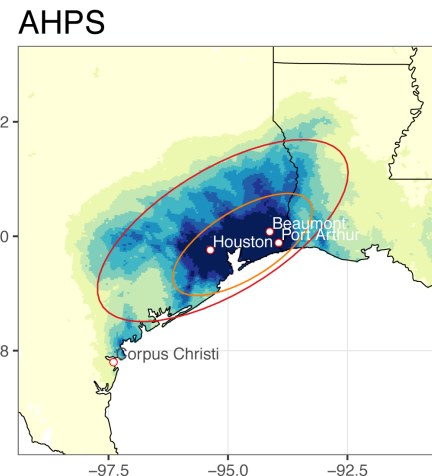 AHPS
2
Beaumont
0
Port Arthur
Houston
8
Corpus Christi
−97.5 −95.0 −92.5